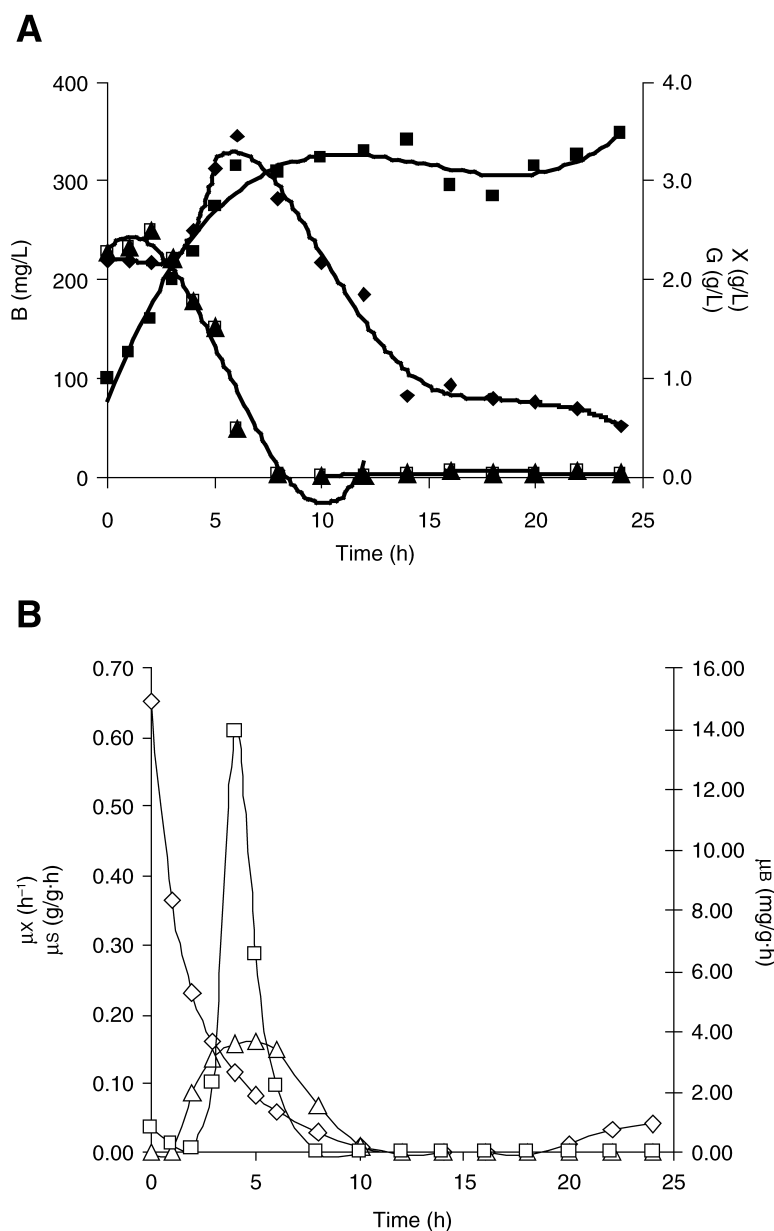 A
400
300
200
100
0
B (mg/L)
4.0
3.0
2.0
1.0
0.0
X (g/L)
G (g/L)
0 5 10 15 20 25
Time (h)
B
0.70
0.60
0.50
0.40
0.30
0.20
0.10
0.00
µX (h⁻¹)
µS (g/g·h)
16.00
14.00
12.00
10.00
8.00
6.00
4.00
2.00
0.00
µB (mg/g·h)
0 5 10 15 20 25
Time (h)